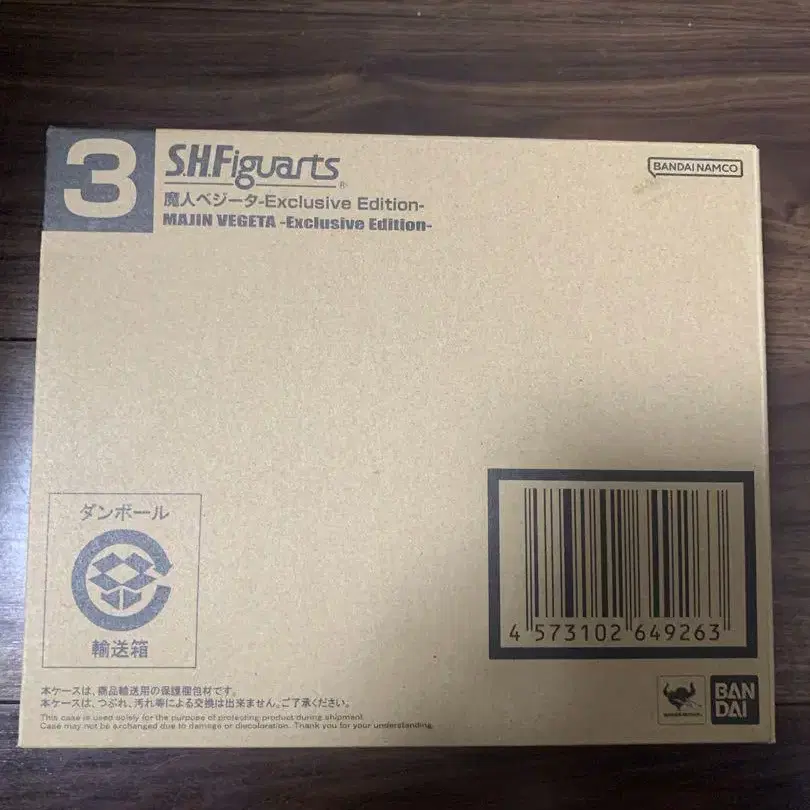 3
S.H.Figuarts
®
魔人ベジータ-Exclusive Edition-
MAJIN VEGETA -Exclusive Edition-
BANDAI NAMCO
ダンボール
輸送箱
4 573102 649263
本ケースは、商品輸送用の保護梱包材です。
本ケースは、つぶれ、汚れ等による交換は出来ません。ご了承ください。
This case is used solely for the purpose of protecting product during shipment.
Case may not be exchanged due to damage or discoloration. Thank you for your understanding.
BAN
DAI